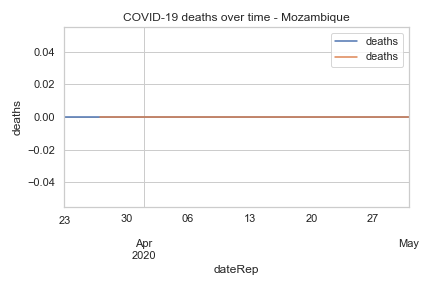 COVID-19 deaths over time - Mozambique
deaths
deaths
0.04
0.02
0.00
−0.02
−0.04
deaths
23 30 06 13 20 27
Apr May
2020
dateRep